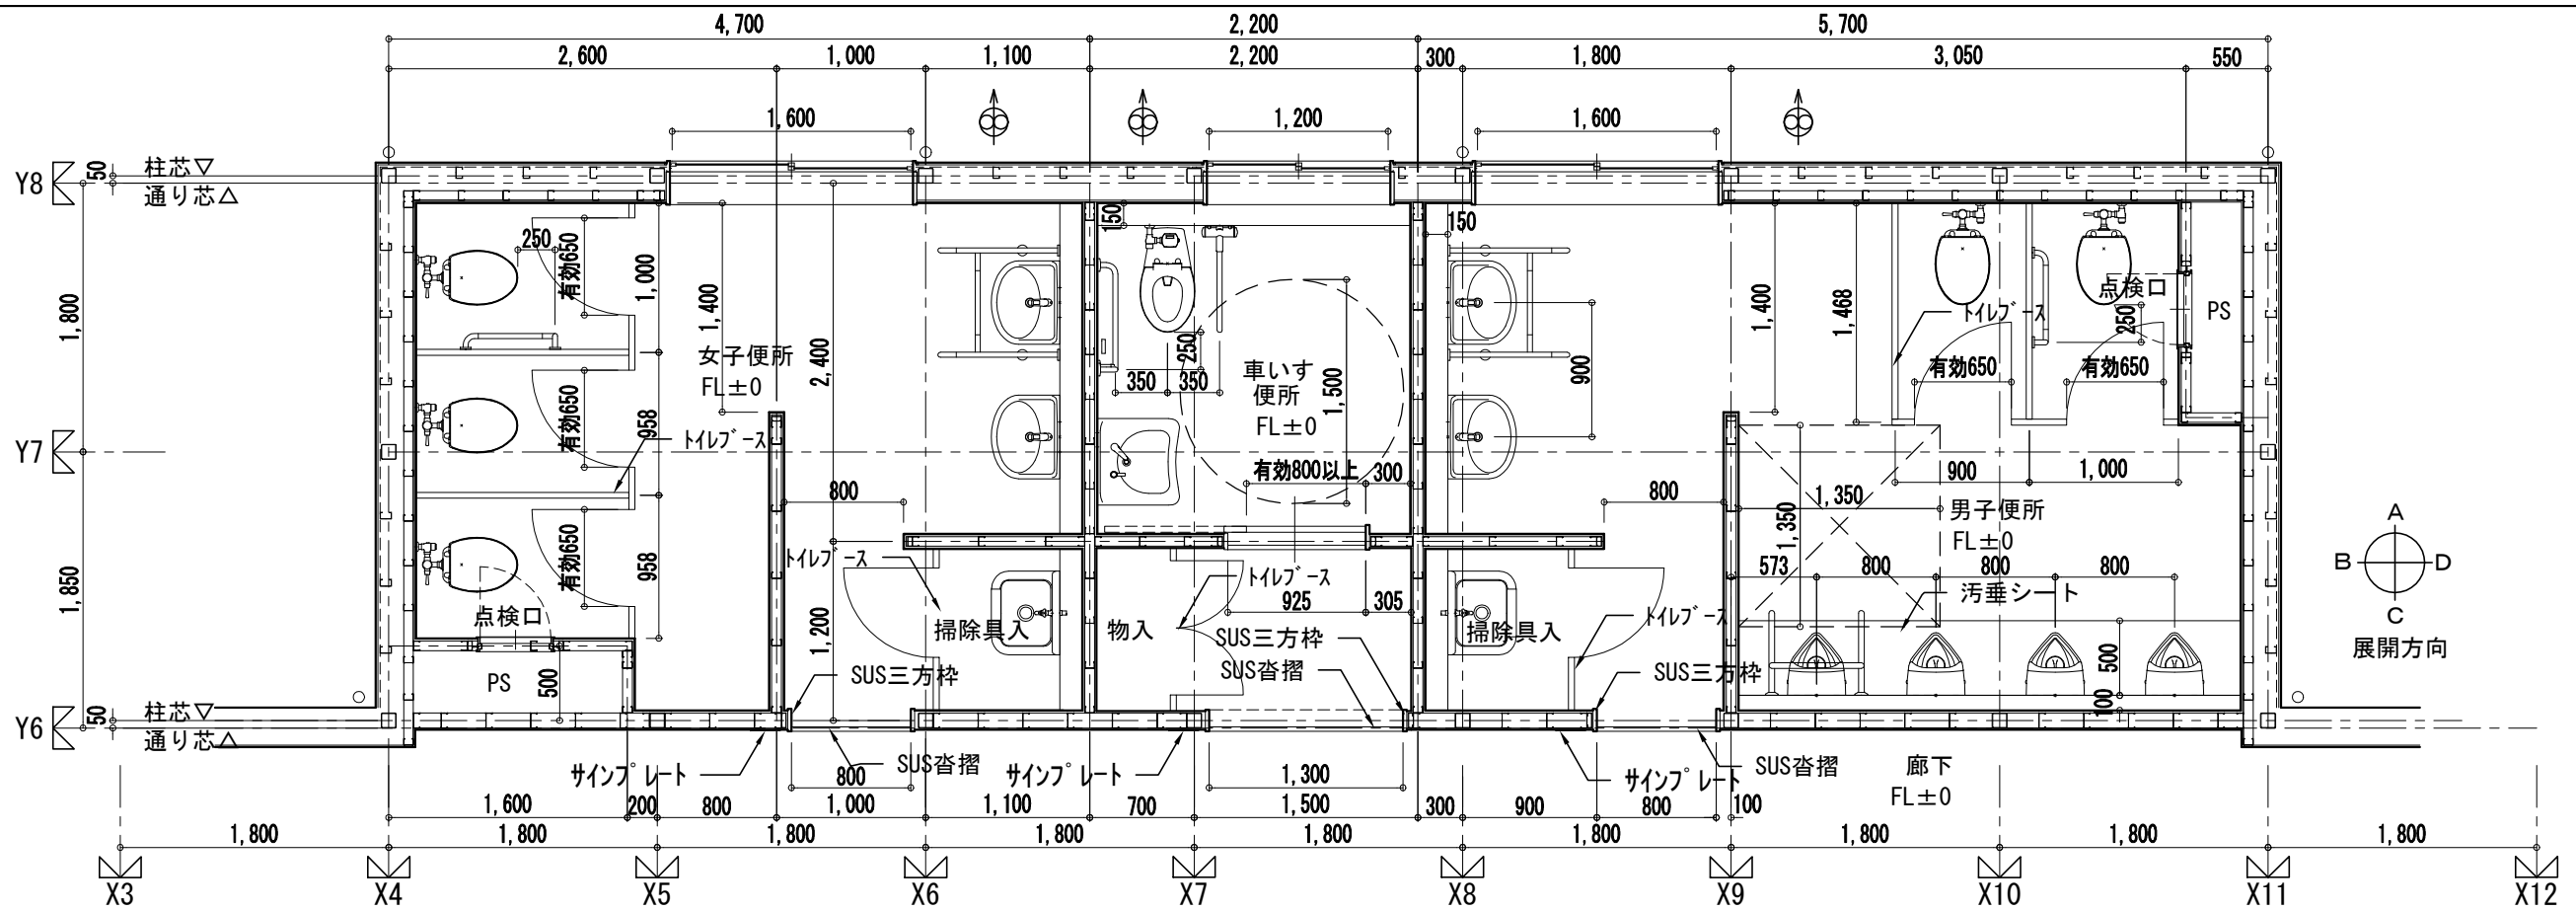 4,700
2,200
5,700
2,600
1,000
1,100
2,200
300
1,800
3,050
550
1,600
1,200
1,600
Y8
50
柱芯▽
通り芯△
Y7
1,800
1,850
Y6
50
柱芯▽
通り芯△
250
有効650
1,000
1,400
女子便所
FL±0
2,400
有効650
958
トイレブース
有効650
958
点検口
PS
500
800
トイレブース
1,200
掃除具入
SUS三方枠
150
250
350
350
車いす
便所
FL±0
1,500
有効800以上
300
トイレブース
925
305
物入
SUS三方枠
SUS沓摺
150
900
800
掃除具入
トイレブース
SUS三方枠
1,400
1,468
トイレブース
有効650
有効650
点検口
250
PS
900
1,000
1,350
1,350
男子便所
FL±0
573
800
800
800
汚垂シート
500
100
A
B
D
C
展開方向
サインプレート
800
SUS沓摺
サインプレート
1,300
サインプレート
SUS沓摺
廊下
FL±0
1,600
200
800
1,000
1,100
700
1,500
300
900
800
100
1,800
1,800
1,800
1,800
1,800
1,800
1,800
1,800
1,800
X3
X4
X5
X6
X7
X8
X9
X10
X11
X12